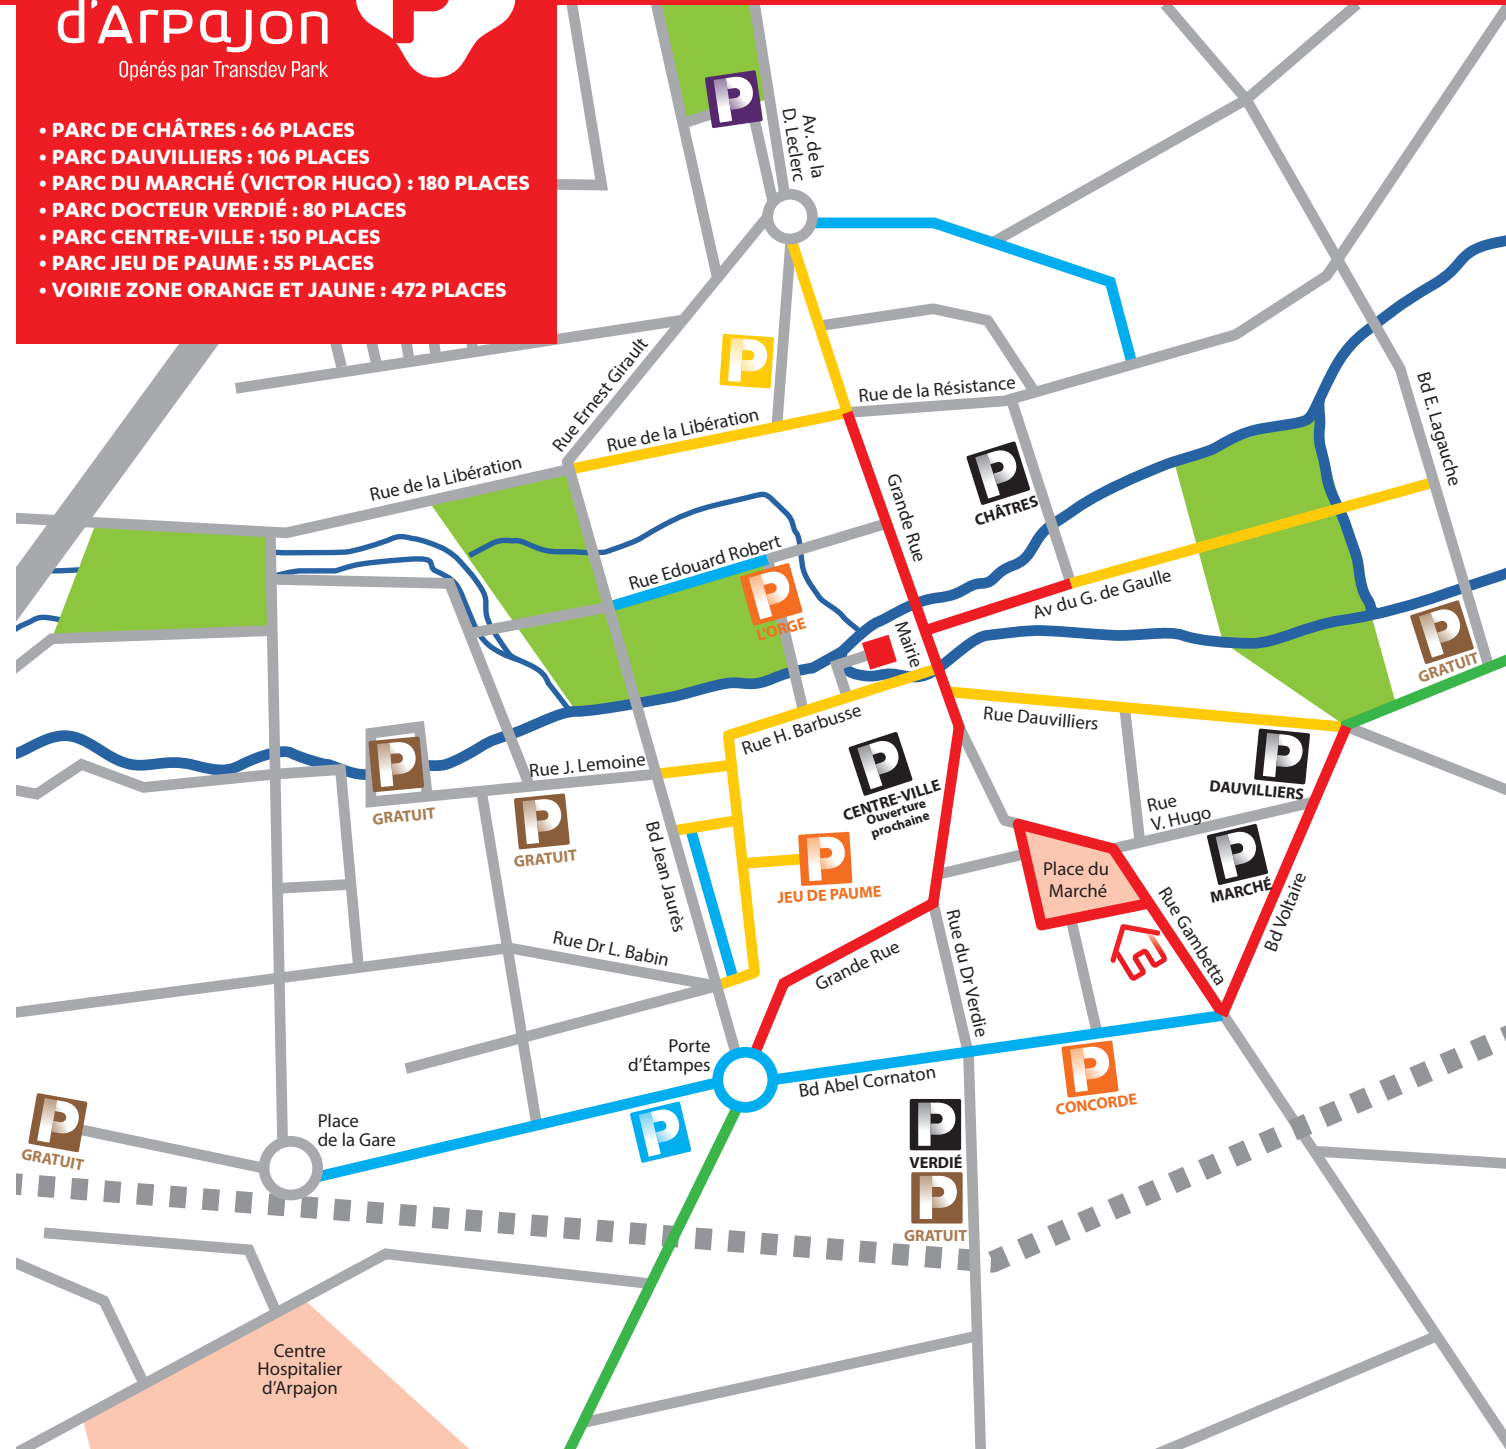 d'Arpajon
Opérés par Transdev Park
• PARC DE CHÂTRES : 66 PLACES
• PARC DAUVILLIERS : 106 PLACES
• PARC DU MARCHÉ (VICTOR HUGO) : 180 PLACES
• PARC DOCTEUR VERDIÉ : 80 PLACES
• PARC CENTRE-VILLE : 150 PLACES
• PARC JEU DE PAUME : 55 PLACES
• VOIRIE ZONE ORANGE ET JAUNE : 472 PLACES
P
Av. de la
D. Leclerc
Rue Ernest Girault
P
Rue de la Résistance
Bd E. Lagauche
Rue de la Libération
Rue de la Libération
P
CHÂTRES
Grande Rue
Rue Edouard Robert
P
L'ORGE
Av du G. de Gaulle
Mairie
P
GRATUIT
Rue H. Barbusse
Rue Dauvilliers
P
GRATUIT
Rue J. Lemoine
P
CENTRE-VILLE
Ouverture
prochaine
P
DAUVILLIERS
P
GRATUIT
Rue
V. Hugo
Bd Jean Jaurès
P
JEU DE PAUME
Place du
Marché
P
MARCHÉ
Rue Gambetta
Bd Voltaire
Rue Dr L. Babin
Grande Rue
Rue du Dr Verdie
Porte
d'Étampes
Bd Abel Cornaton
P
CONCORDE
P
GRATUIT
Place
de la Gare
P
P
VERDIÉ
P
GRATUIT
Centre
Hospitalier
d'Arpajon